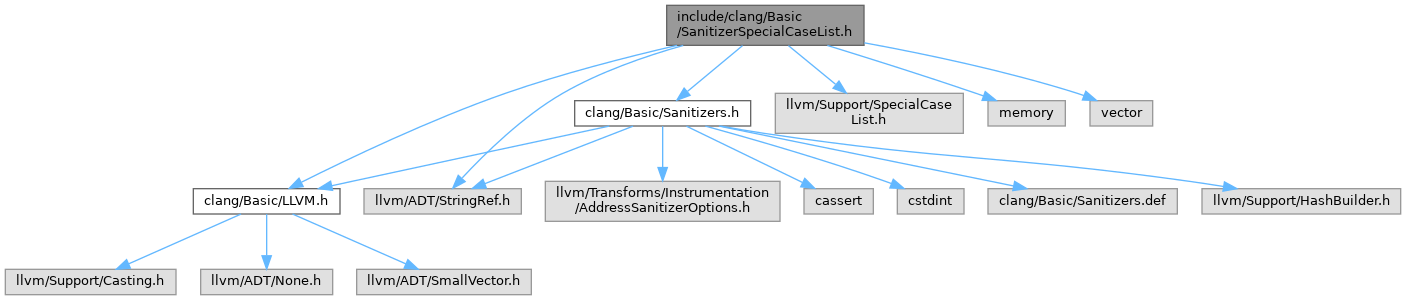 include/clang/Basic
/SanitizerSpecialCaseList.h
clang/Basic/Sanitizers.h
llvm/Support/SpecialCase
List.h
memory
vector
clang/Basic/LLVM.h
llvm/ADT/StringRef.h
llvm/Transforms/Instrumentation
/AddressSanitizerOptions.h
cassert
cstdint
clang/Basic/Sanitizers.def
llvm/Support/HashBuilder.h
llvm/Support/Casting.h
llvm/ADT/None.h
llvm/ADT/SmallVector.h